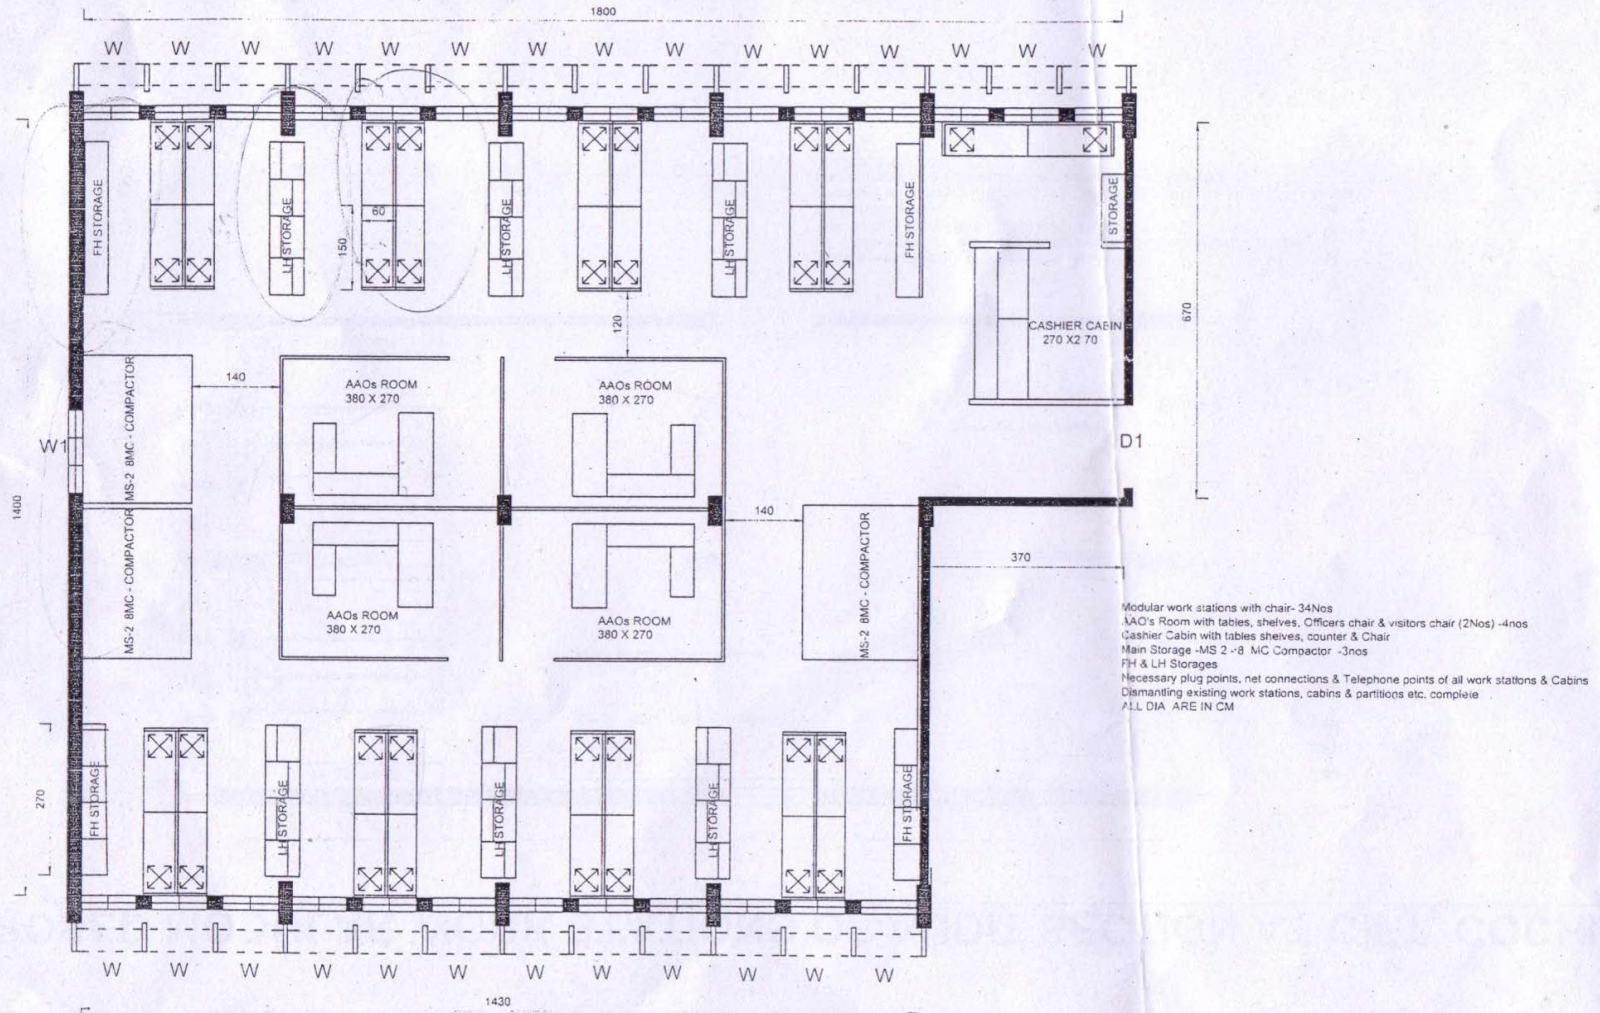 1800
W W W W W W W W W W W W W W W
FH STORAGE
LH STORAGE
60
150
LH STORAGE
LH STORAGE
FH STORAGE
STORAGE
120
670
CASHIER CABIN
270 X2 70
MS-2 8MC - COMPACTOR
140
AAOs ROOM
380 X 270
AAOs ROOM
380 X 270
W1
D1
1400
MS-2 8MC - COMPACTOR
140
MS-2 8MC - COMPACTOR
370
AAOs ROOM
380 X 270
AAOs ROOM
380 X 270
Modular work stations with chair- 34Nos
AAO's Room with tables, shelves, Officers chair & visitors chair (2Nos) -4nos
Cashier Cabin with tables shelves, counter & Chair
Main Storage -MS 2 -8 MC Compactor -3nos
FH & LH Storages
Necessary plug points, net connections & Telephone points of all work stations & Cabins
Dismantling existing work stations, cabins & partitions etc. complete
ALL DIA ARE IN CM
270
FH STORAGE
LH STORAGE
LH STORAGE
LH STORAGE
FH STORAGE
W W W W W W W W W W W W
1430